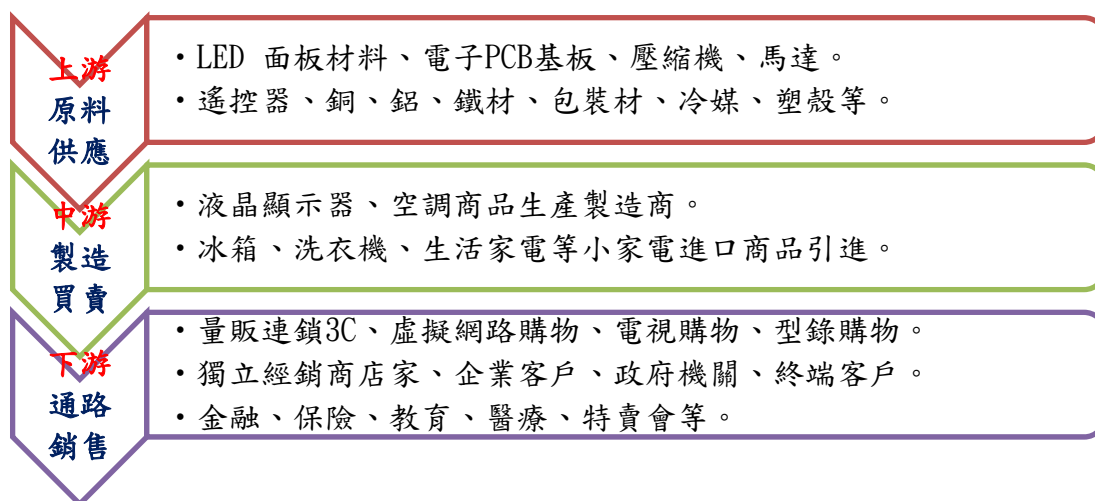 上游
原料
供應
・LED 面板材料、電子PCB基板、壓縮機、馬達。
・遙控器、銅、鋁、鐵材、包裝材、冷媒、塑殼等。
中游
製造
買賣
・液晶顯示器、空調商品生產製造商。
・冰箱、洗衣機、生活家電等小家電進口商品引進。
下游
通路
銷售
・量販連鎖3C、虛擬網路購物、電視購物、型錄購物。
・獨立經銷商店家、企業客戶、政府機關、終端客戶。
・金融、保險、教育、醫療、特賣會等。